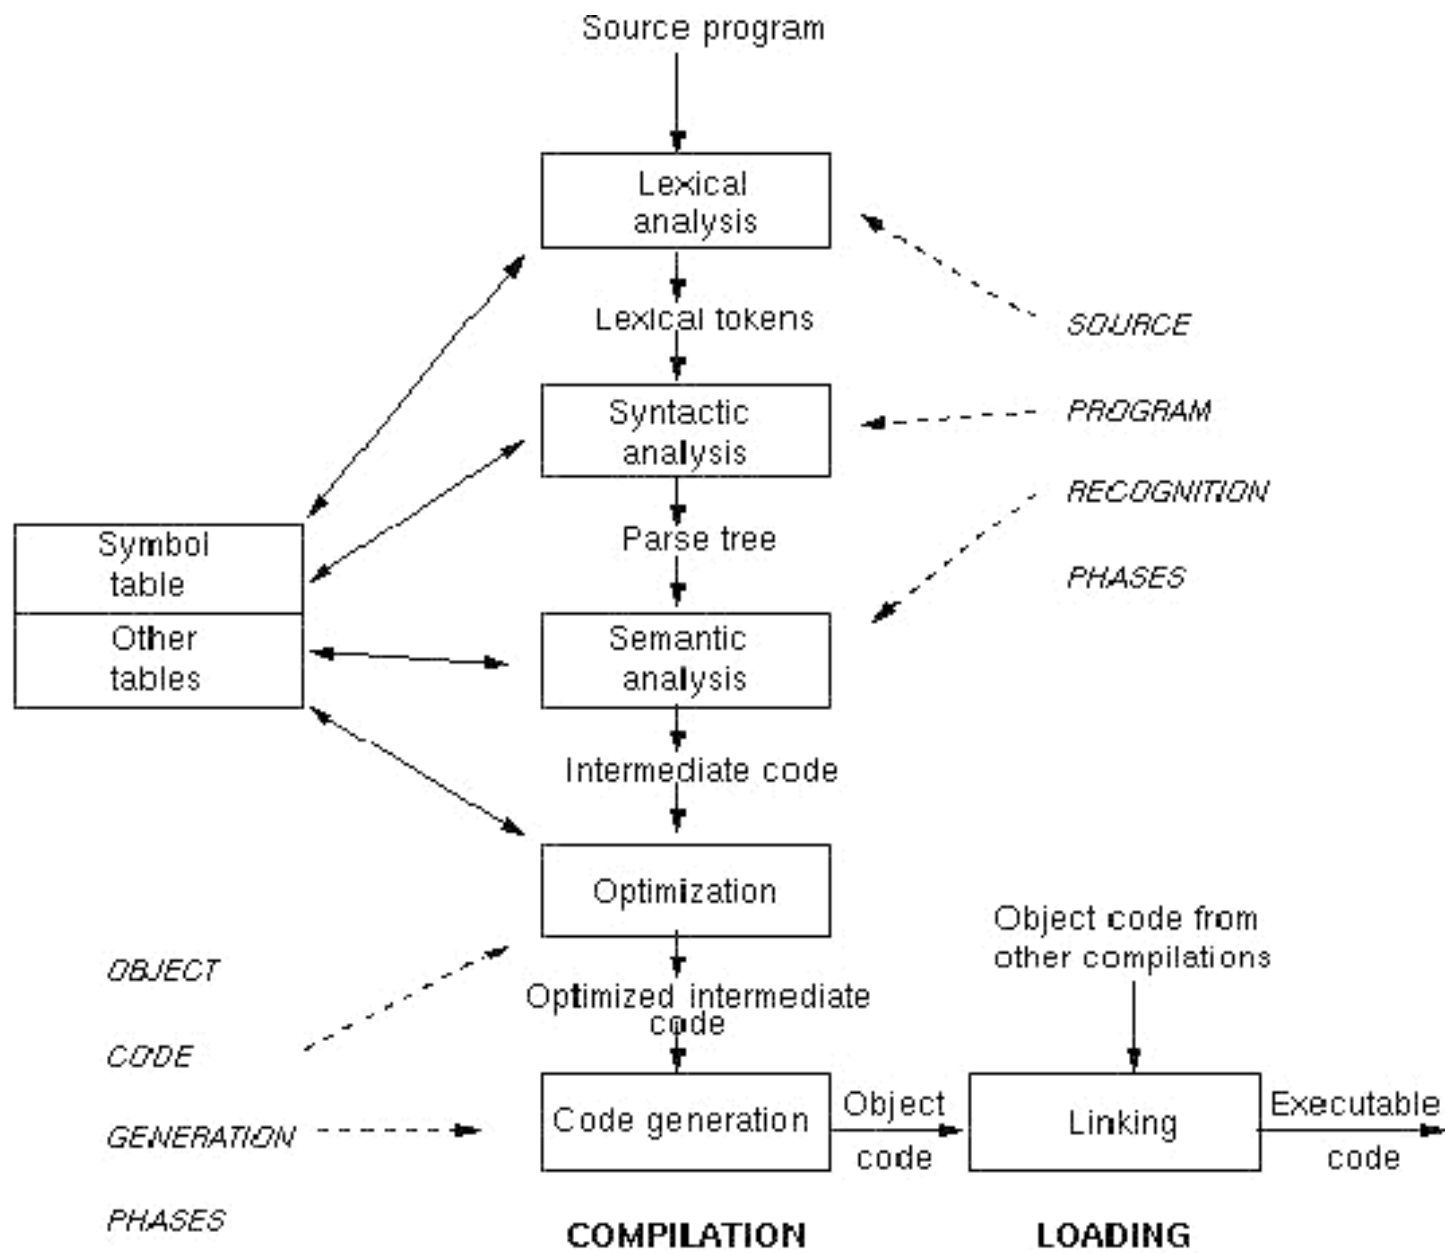 Source program
Lexical
analysis
Lexical tokens
SOURCE
Syntactic
analysis
PROGRAM
RECOGNITION
Parse tree
PHASES
Symbol
table
Other
tables
Semantic
analysis
Intermediate code
Optimization
Object code from
other compilations
OBJECT
Optimized intermediate
code
CODE
Code generation
Object
code
Linking
Executable
code
GENERATION
PHASES
COMPILATION
LOADING